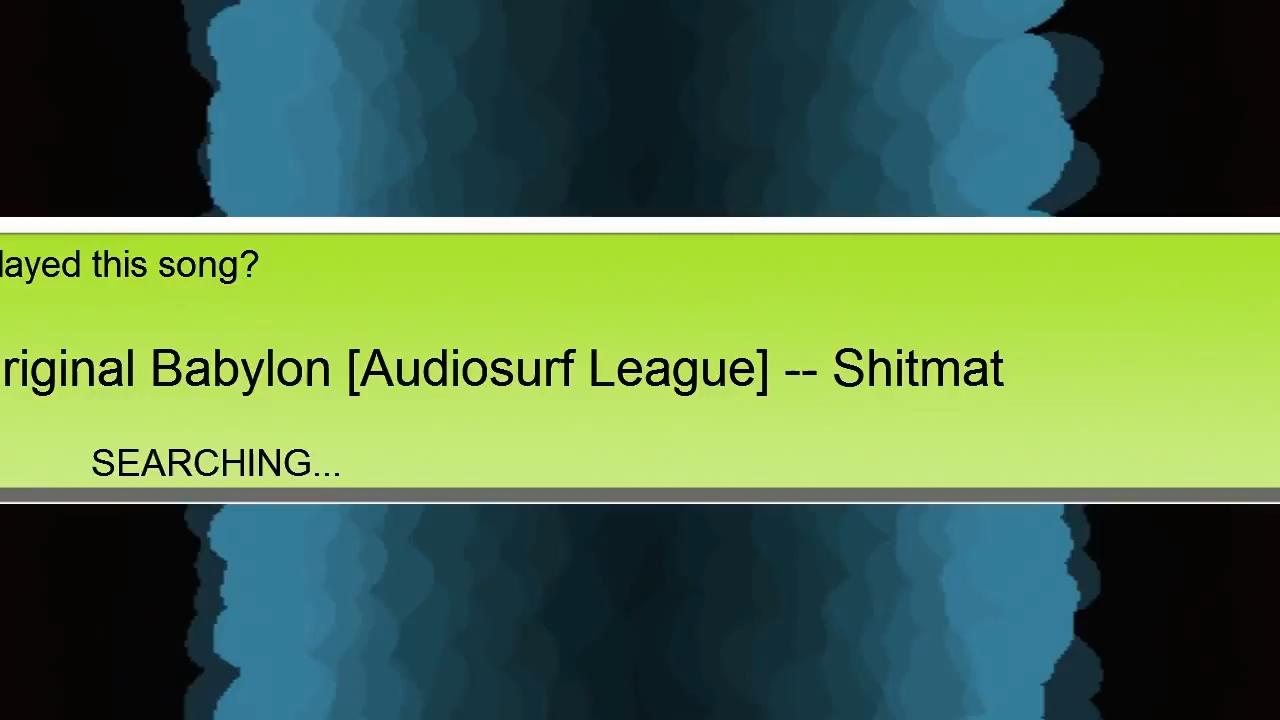 layed this song?
riginal Babylon [Audiosurf League] -- Shitmat
SEARCHING...